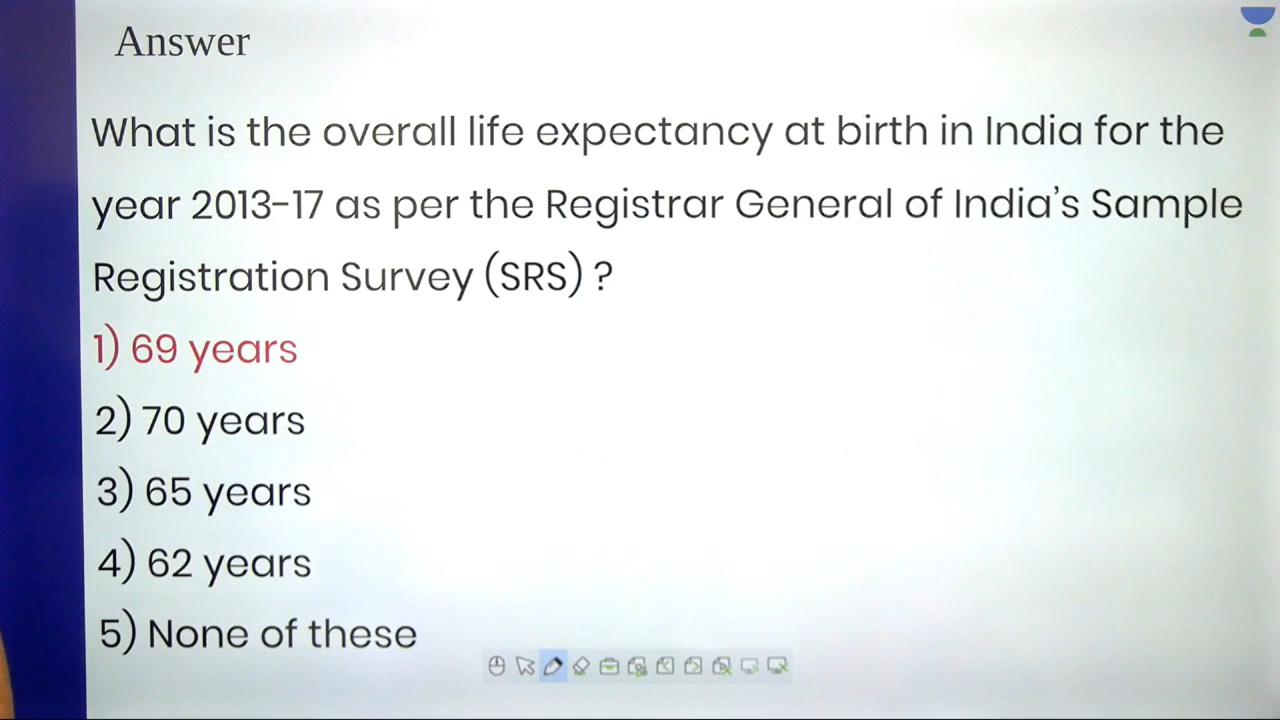 Answer
What is the overall life expectancy at birth in India for the
year 2013-17 as per the Registrar General of India's Sample
Registration Survey (SRS) ?
1) 69 years
2) 70 years
3) 65 years
4) 62 years
5) None of these